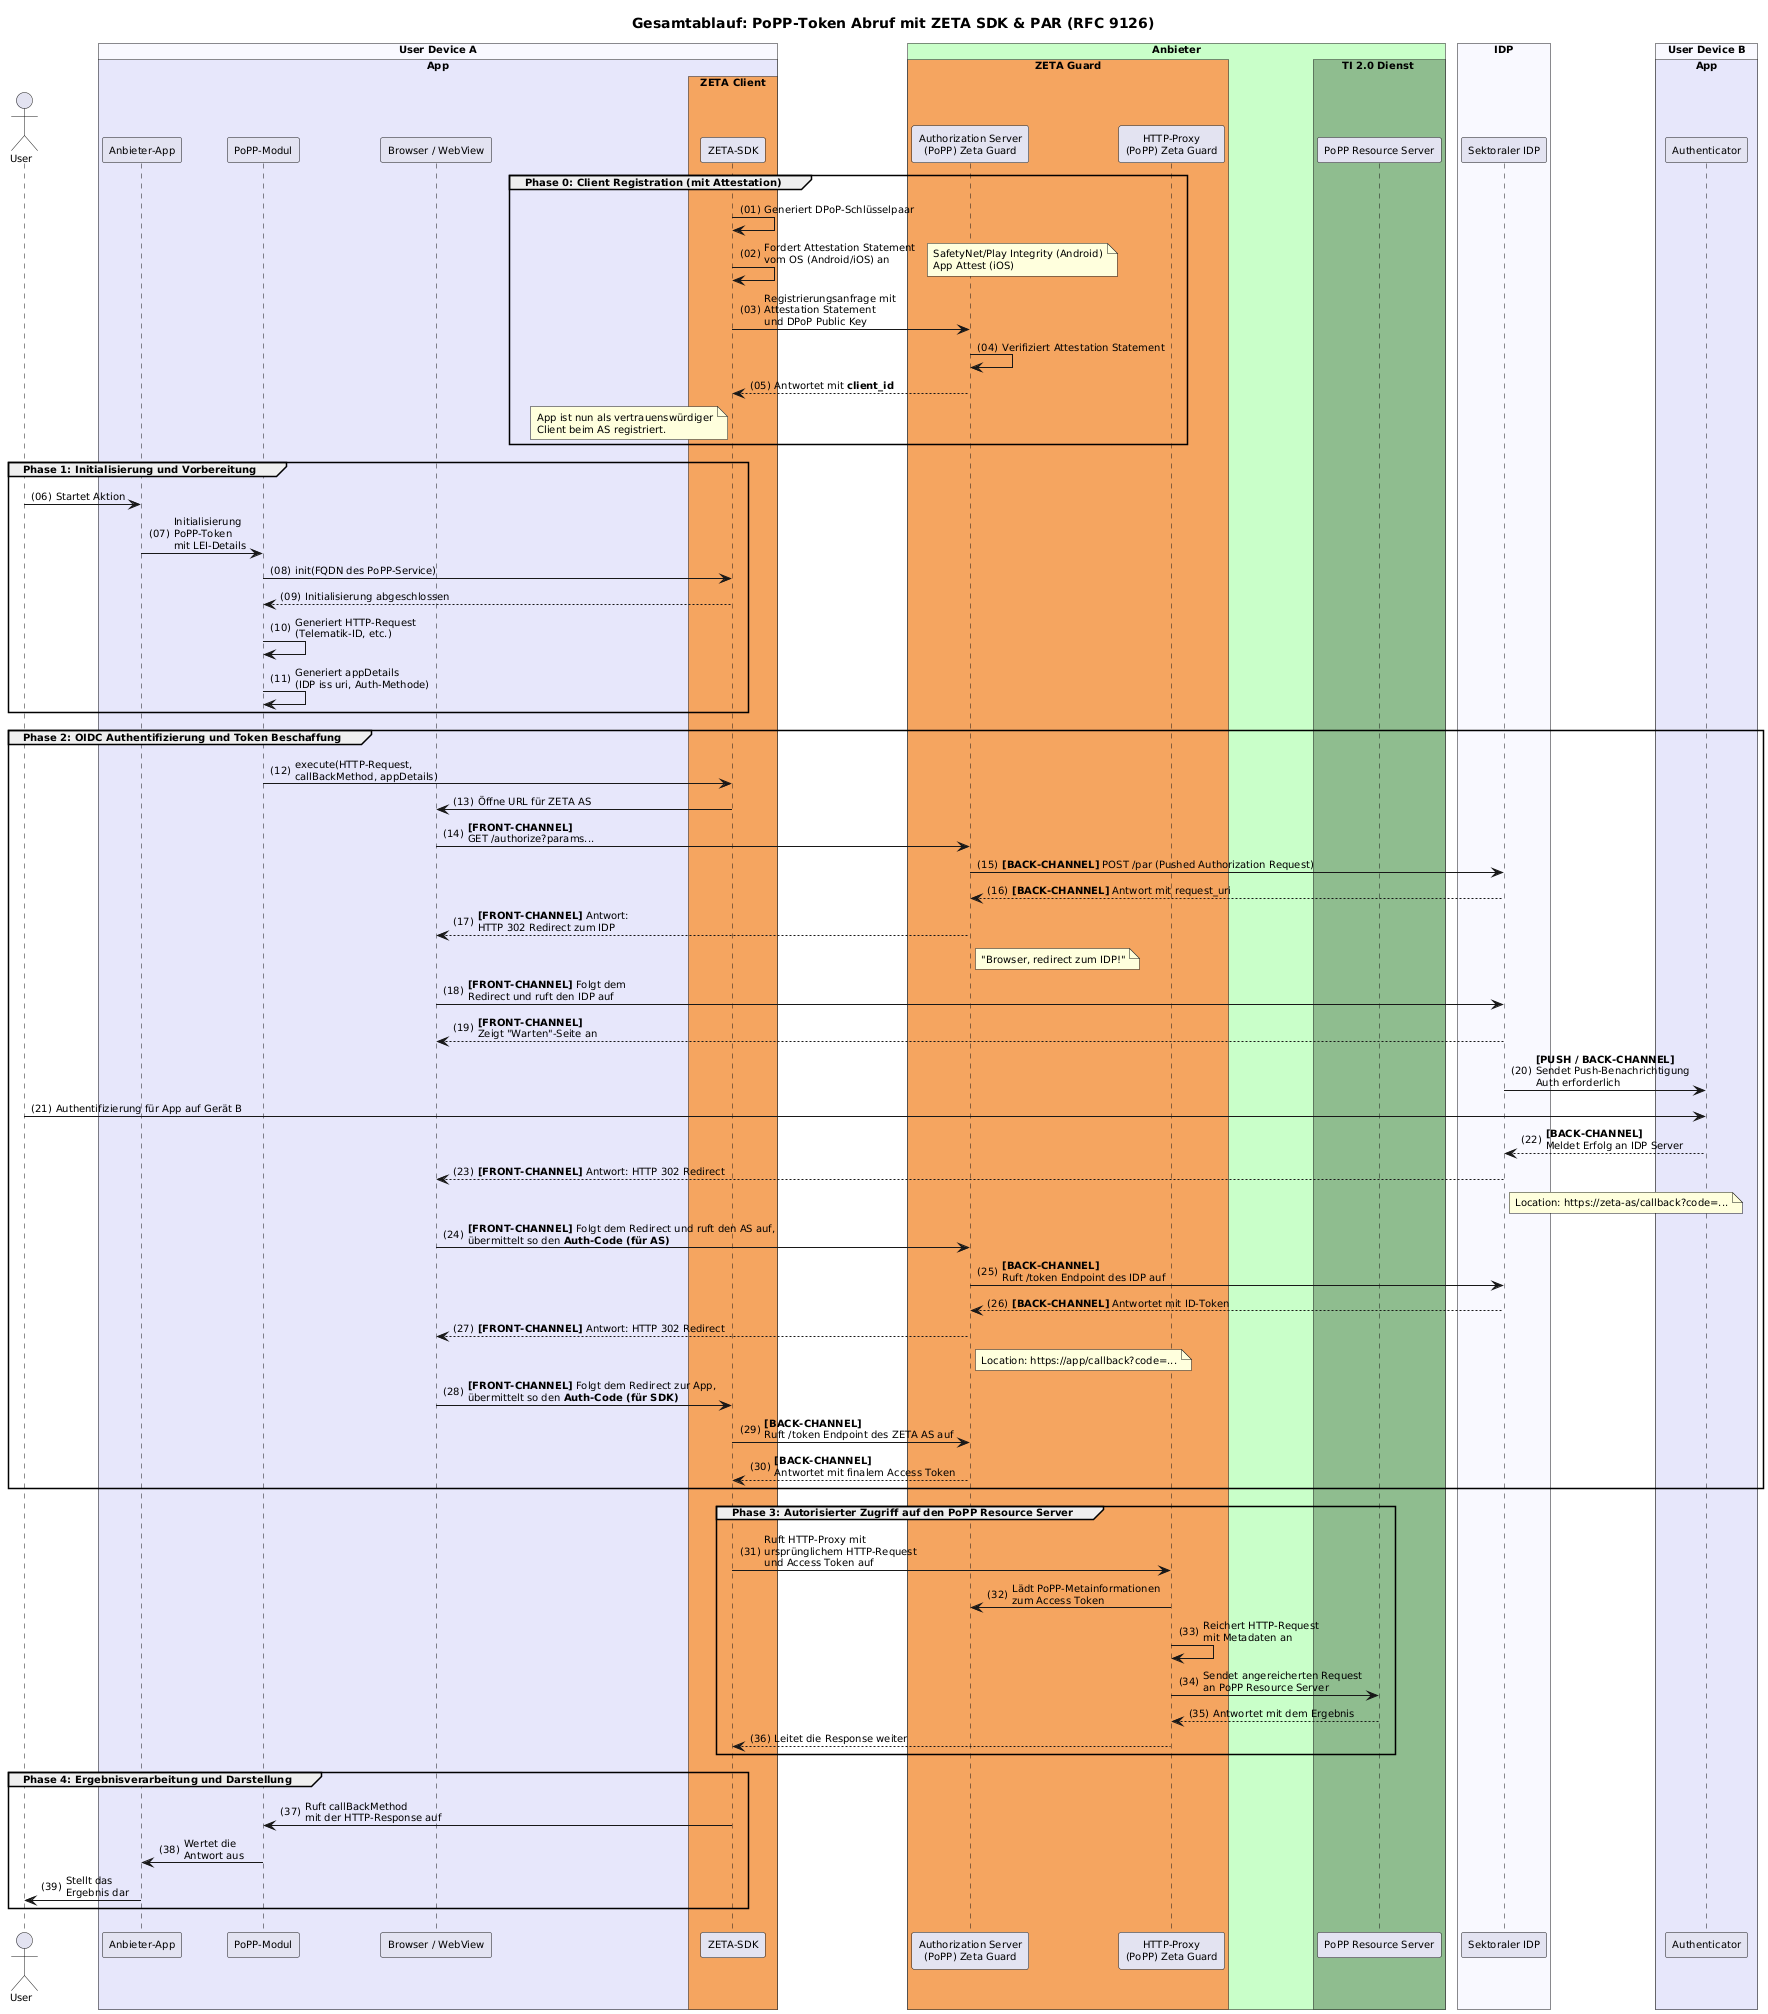 Gesamtablauf: PoPP-Token Abruf mit ZETA SDK & PAR (RFC 9126)
User Device A
Anbieter
IDP
User Device B
App
ZETA Guard
TI 2.0 Dienst
App
ZETA Client
User
Anbieter-App
PoPP-Modul
Browser / WebView
ZETA-SDK
Authorization Server
(PoPP) Zeta Guard
HTTP-Proxy
(PoPP) Zeta Guard
PoPP Resource Server
Sektoraler IDP
Authenticator
Phase 0: Client Registration (mit Attestation)
(01) Generiert DPoP-Schlüsselpaar
(02) Fordert Attestation Statement
vom OS (Android/iOS) an
SafetyNet/Play Integrity (Android)
App Attest (iOS)
Registrierungsanfrage mit
(03) Attestation Statement
und DPoP Public Key
(04) Verifiziert Attestation Statement
(05) Antwortet mit client_id
App ist nun als vertrauenswürdiger
Client beim AS registriert.
Phase 1: Initialisierung und Vorbereitung
(06) Startet Aktion
Initialisierung
(07) PoPP-Token
mit LEI-Details
(08) init(FQDN des PoPP-Service)
(09) Initialisierung abgeschlossen
(10) Generiert HTTP-Request
(Telematik-ID, etc.)
(11) Generiert appDetails
(IDP iss uri, Auth-Methode)
Phase 2: OIDC Authentifizierung und Token Beschaffung
(12) execute(HTTP-Request,
callBackMethod, appDetails)
(13) Öffne URL für ZETA AS
(14) [FRONT-CHANNEL]
GET /authorize?params...
(15) [BACK-CHANNEL] POST /par (Pushed Authorization Request)
(16) [BACK-CHANNEL] Antwort mit request_uri
(17) [FRONT-CHANNEL] Antwort:
HTTP 302 Redirect zum IDP
"Browser, redirect zum IDP!"
(18) [FRONT-CHANNEL] Folgt dem
Redirect und ruft den IDP auf
(19) [FRONT-CHANNEL]
Zeigt "Warten"-Seite an
[PUSH / BACK-CHANNEL]
(20) Sendet Push-Benachrichtigung
Auth erforderlich
(21) Authentifizierung für App auf Gerät B
(22) [BACK-CHANNEL]
Meldet Erfolg an IDP Server
(23) [FRONT-CHANNEL] Antwort: HTTP 302 Redirect
Location: https://zeta-as/callback?code=...
(24) [FRONT-CHANNEL] Folgt dem Redirect und ruft den AS auf,
übermittelt so den Auth-Code (für AS)
(25) [BACK-CHANNEL]
Ruft /token Endpoint des IDP auf
(26) [BACK-CHANNEL] Antwortet mit ID-Token
(27) [FRONT-CHANNEL] Antwort: HTTP 302 Redirect
Location: https://app/callback?code=...
(28) [FRONT-CHANNEL] Folgt dem Redirect zur App,
übermittelt so den Auth-Code (für SDK)
(29) [BACK-CHANNEL]
Ruft /token Endpoint des ZETA AS auf
(30) [BACK-CHANNEL]
Antwortet mit finalem Access Token
Phase 3: Autorisierter Zugriff auf den PoPP Resource Server
Ruft HTTP-Proxy mit
(31) ursprünglichem HTTP-Request
und Access Token auf
(32) Lädt PoPP-Metainformationen
zum Access Token
(33) Reichert HTTP-Request
mit Metadaten an
(34) Sendet angereicherten Request
an PoPP Resource Server
(35) Antwortet mit dem Ergebnis
(36) Leitet die Response weiter
Phase 4: Ergebnisverarbeitung und Darstellung
(37) Ruft callBackMethod
mit der HTTP-Response auf
(38) Wertet die
Antwort aus
(39) Stellt das
Ergebnis dar
User
Anbieter-App
PoPP-Modul
Browser / WebView
ZETA-SDK
Authorization Server
(PoPP) Zeta Guard
HTTP-Proxy
(PoPP) Zeta Guard
PoPP Resource Server
Sektoraler IDP
Authenticator